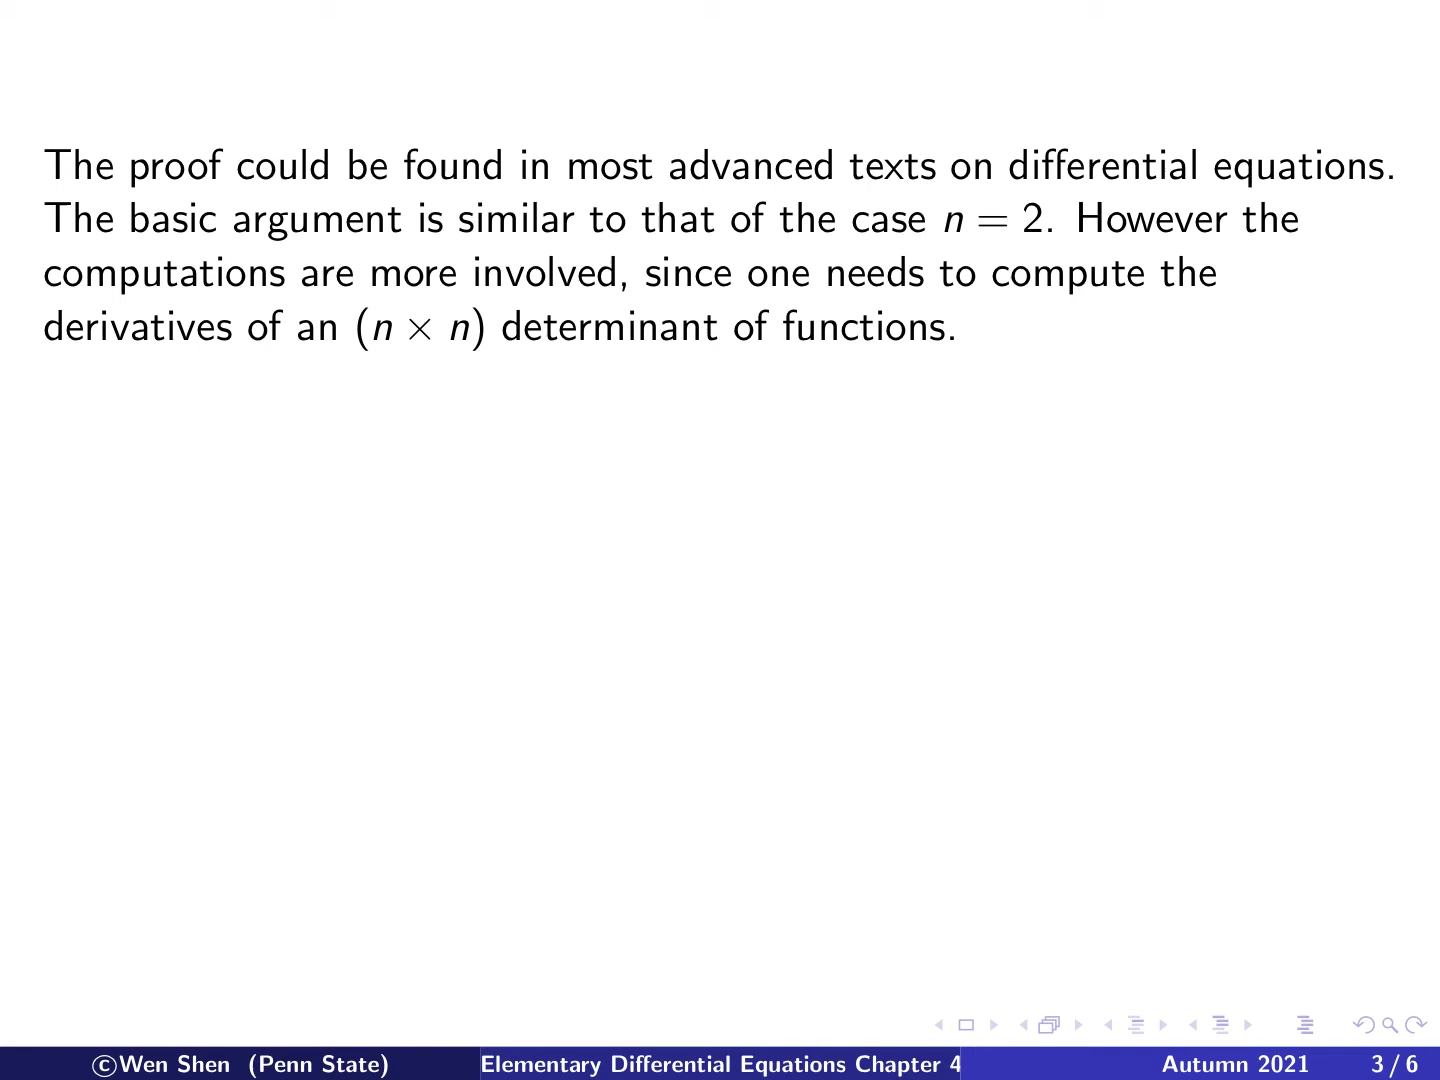 The proof could be found in most advanced texts on differential equations.
The basic argument is similar to that of the case n = 2. However the
computations are more involved, since one needs to compute the
derivatives of an (n × n) determinant of functions.
©Wen Shen (Penn State) Elementary Differential Equations Chapter 4 Autumn 2021 3 / 6